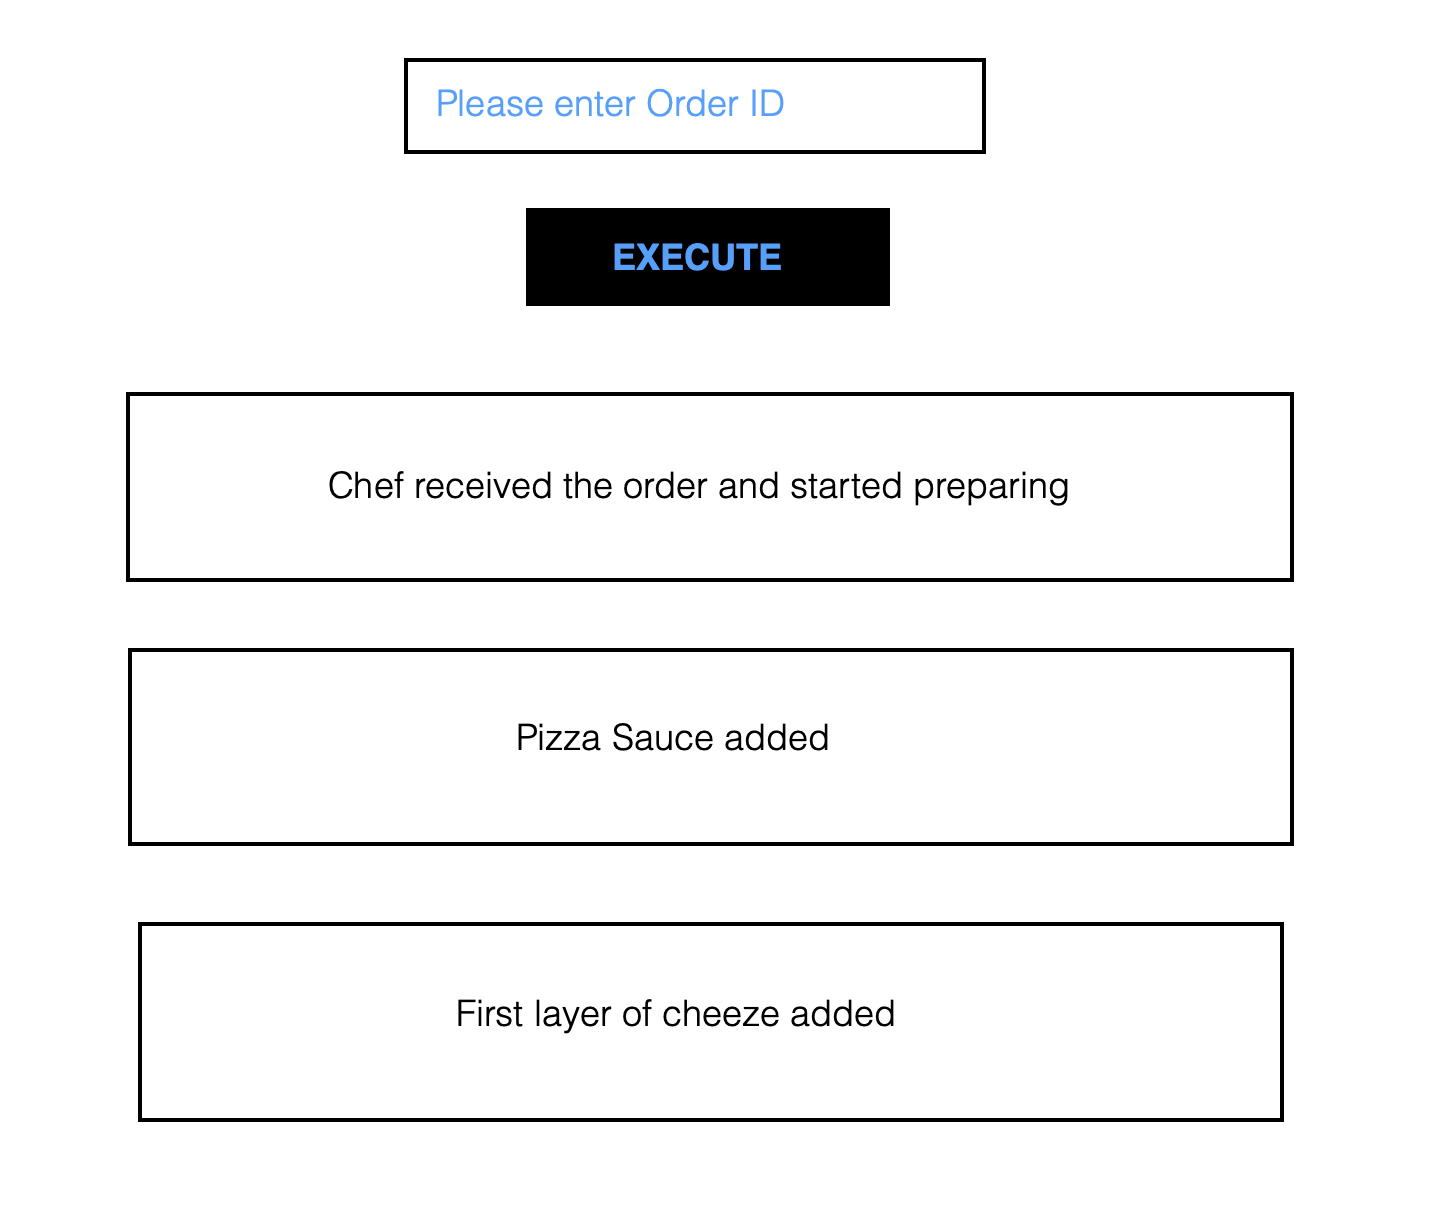 Please enter Order ID
EXECUTE
Chef received the order and started preparing
Pizza Sauce added
First layer of cheeze added